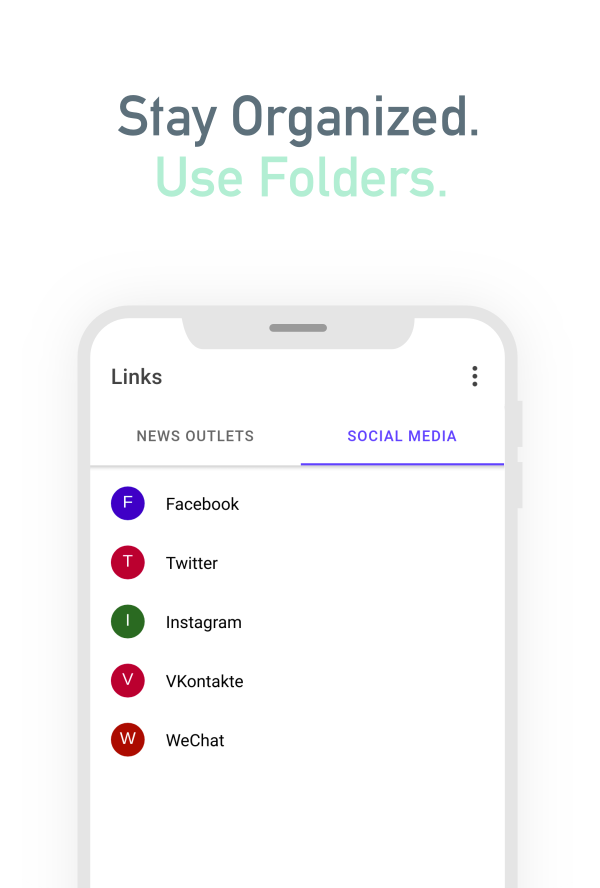 Stay Organized.
Use Folders.
Links
NEWS OUTLETS SOCIAL MEDIA
F Facebook
T Twitter
I Instagram
V VKontakte
W WeChat